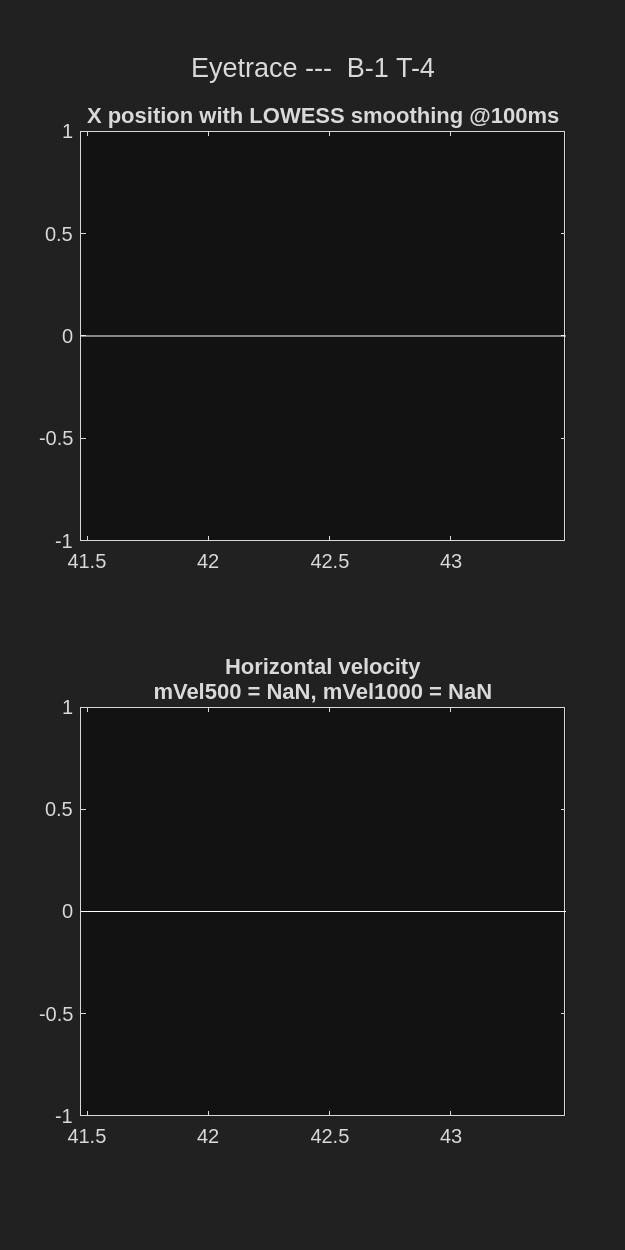 Eyetrace ---  B-1 T-4
X position with LOWESS smoothing @100ms
1
0.5
0
-0.5
-1
41.5 42 42.5 43
Horizontal velocity
mVel500 = NaN, mVel1000 = NaN
1
0.5
0
-0.5
-1
41.5 42 42.5 43